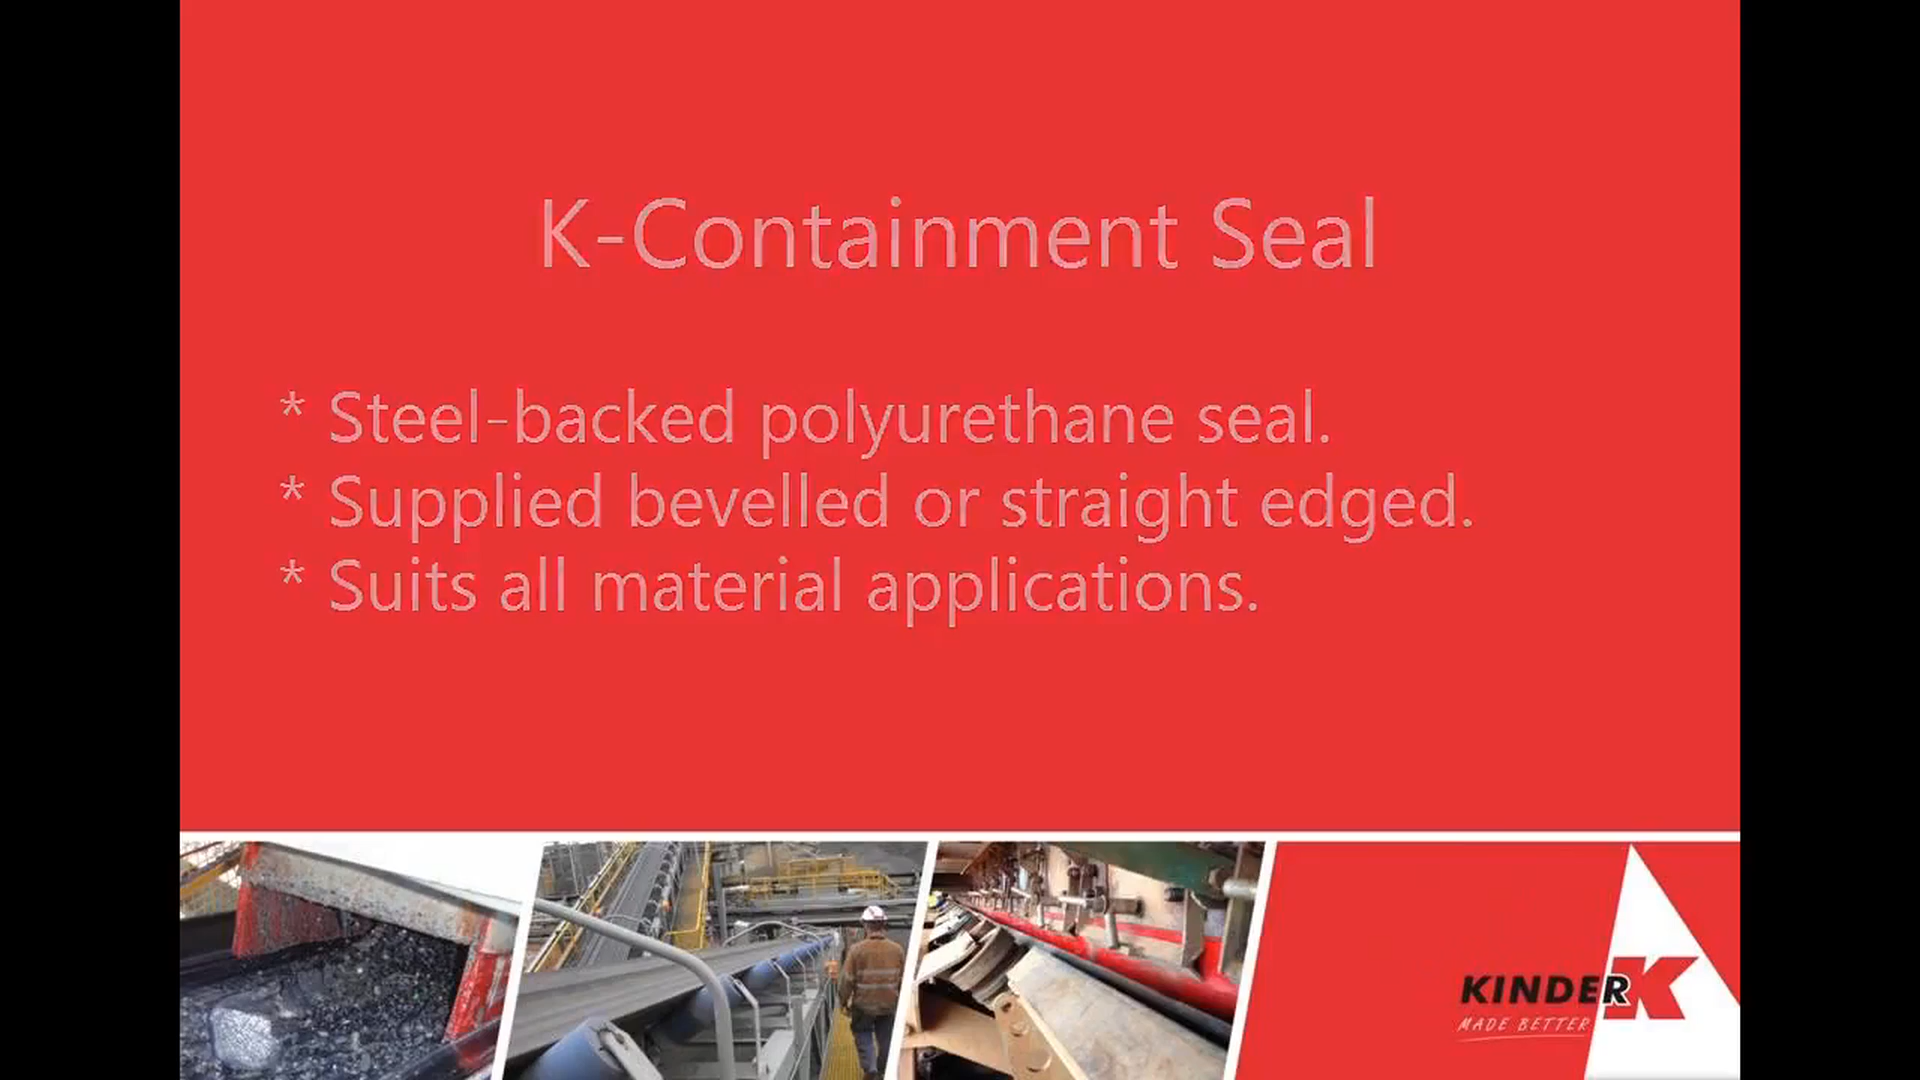 K-Containment Seal
* Steel-backed polyurethane seal.
* Supplied bevelled or straight edged.
* Suits all material applications.
KINDER K
MADE BETTER